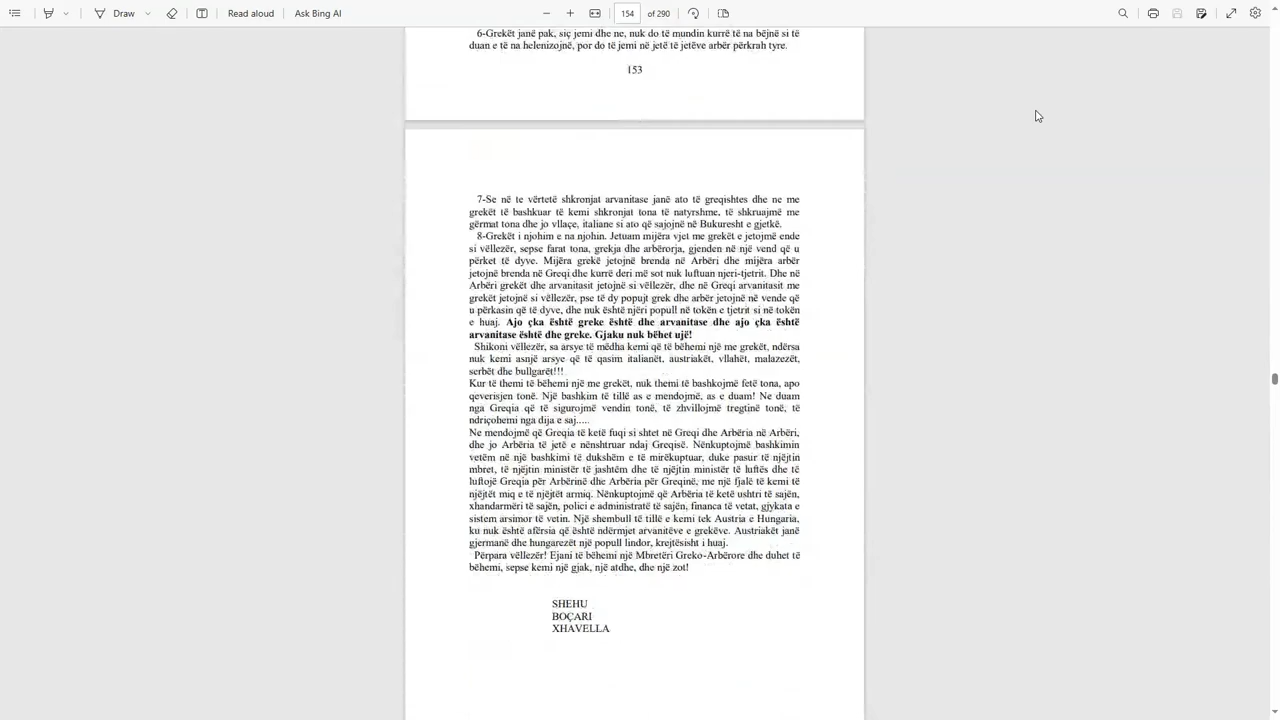 Draw
Read aloud
Ask Bing AI
154
of 290
6-Grekët janë pak, siç jemi dhe ne, nuk do të mundin kurrë të na bëjnë si të
duan e të na helenizojnë, por do të jemi në jetë të jetëve arbër përkrah tyre.
153
7-Se në te vërtetë shkronjat arvanitase janë ato të greqishtes dhe ne me
grekët të bashkuar të kemi shkronjat tona të natyrshme, të shkruajmë me
gërmat tona dhe jo vllaçe, italiane si ato që sajojnë në Bukuresht e gjetkë.
8-Grekët i njohim e na njohin. Jetuam mijëra vjet me grekët e jetojmë ende
si vëllezër, sepse farat tona, grekja dhe arbërorja, gjenden në një vend që u
përket të dyve. Mijëra grekë jetojnë brenda në Arbëri dhe mijëra arbër
jetojnë brenda në Greqi dhe kurrë deri më sot nuk luftuan njeri-tjetrit. Dhe në
Arbëri grekët dhe arvanitasit jetojnë si vëllezër, dhe në Greqi arvanitasit me
grekët jetojnë si vëllezër, pse të dy popujt grek dhe arbër jetojnë në vende që
u përkasin që të dyve, dhe nuk është njëri popull në tokën e tjetrit si në tokën
e huaj. Ajo çka është greke është dhe arvanitase dhe ajo çka është
arvanitase është dhe greke. Gjaku nuk bëhet ujë!
Shikoni vëllezër, sa arsye të mëdha kemi që të bëhemi një me grekët, ndërsa
nuk kemi asnjë arsye që të qasim italianët, austriakët, vllahët, malazezët,
serbët dhe bullgarët!!!
Kur të themi të bëhemi një me grekët, nuk themi të bashkojmë fetë tona, apo
qeverisjen tonë. Një bashkim të tillë as e mendojmë, as e duam! Ne duam
nga Greqia që të sigurojmë vendin tonë, të zhvillojmë tregtinë tonë, të
ndriçohemi nga dija e saj.....
Ne mendojmë që Greqia të ketë fuqi si shtet në Greqi dhe Arbëria në Arbëri,
dhe jo Arbëria të jetë e nënshtruar ndaj Greqisë. Nënkuptojmë bashkimin
vetëm në një bashkimi të dukshëm e të mirëkuptuar, duke pasur të njëjtin
mbret, të njëjtin ministër të jashtëm dhe të njëjtin ministër të luftës dhe të
luftojë Greqia për Arbërinë dhe Arbëria për Greqinë, me një fjalë të kemi të
njëjtët miq e të njëjtët armiq. Nënkuptojmë që Arbëria të ketë ushtri të sajën,
xhandarmëri të sajën, polici e administratë të sajën, financa të vetat, gjykata e
sistem arsimor të vetin. Një shembull të tillë e kemi tek Austria e Hungaria,
ku nuk është afërsia që është ndërmjet arvanitëve e grekëve. Austriakët janë
gjermanë dhe hungarezët një popull lindor, krejtësisht i huaj.
Përpara vëllezër! Ejani të bëhemi një Mbretëri Greko-Arbërore dhe duhet të
bëhemi, sepse kemi një gjak, një atdhe, dhe një zot!
SHEHU
BOÇARI
XHAVELLA